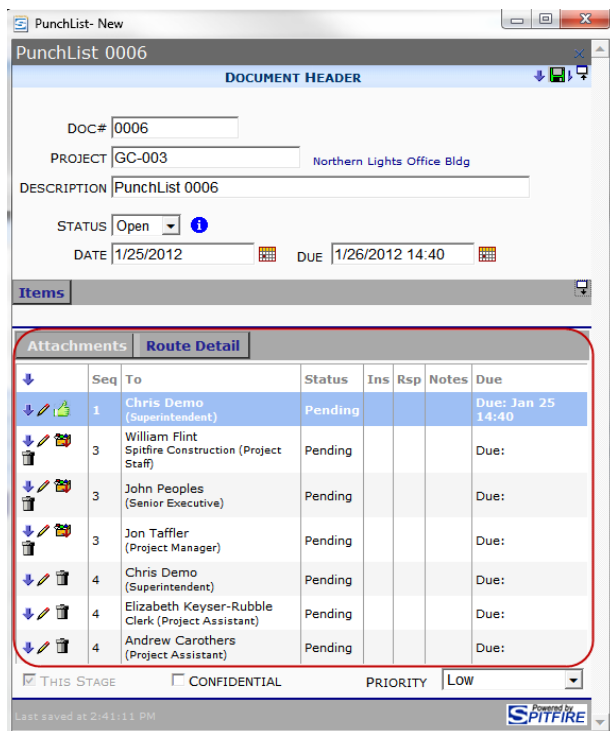 PunchList- New
PunchList 0006
DOCUMENT HEADER
DOC# 0006
PROJECT GC-003 Northern Lights Office Bldg
DESCRIPTION PunchList 0006
STATUS Open
DATE 1/25/2012 DUE 1/26/2012 14:40
Items
Attachments Route Detail
Seq To Status Ins Rsp Notes Due
1 Chris Demo (Superintendent) Pending Due: Jan 25 14:40
3 William Flint Spitfire Construction (Project Staff) Pending Due:
3 John Peoples (Senior Executive) Pending Due:
3 Jon Taffler (Project Manager) Pending Due:
4 Chris Demo (Superintendent) Pending Due:
4 Elizabeth Keyser-Rubble Clerk (Project Assistant) Pending Due:
4 Andrew Carothers (Project Assistant) Pending Due:
THIS STAGE CONFIDENTIAL PRIORITY Low
Last saved at 2:41:11 PM Powered by SPITFIRE